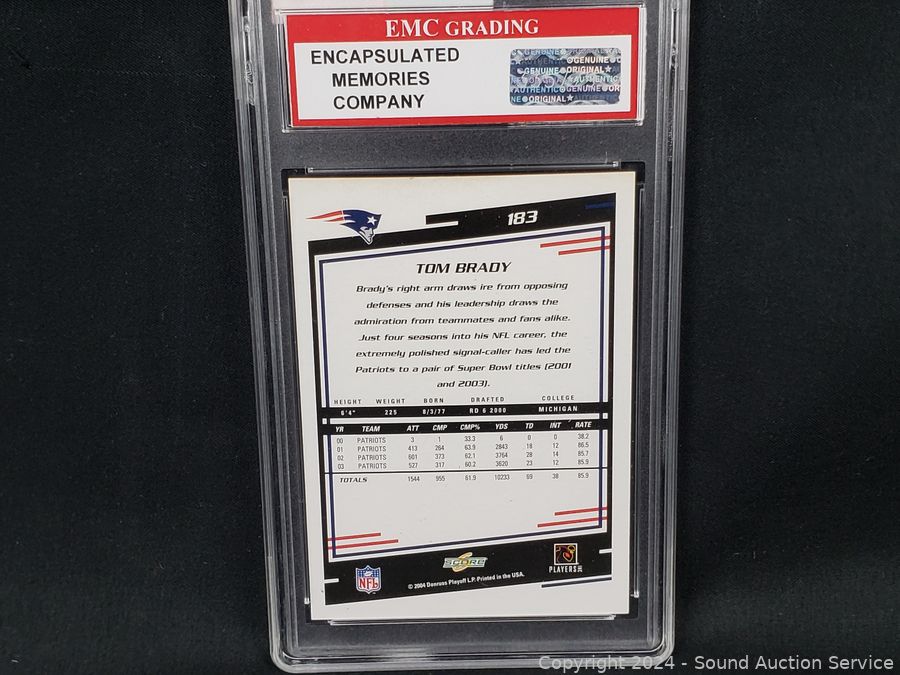 EMC GRADING
ENCAPSULATED
MEMORIES
COMPANY
GENUINE
GENUINE ORIGINAL
AUTHENTIC
AUTHENTIC GENUINE
ORIGINAL★
183
TOM BRADY
Brady's right arm draws ire from opposing
defenses and his leadership draws the
admiration from teammates and fans alike.
Just four seasons into his NFL career, the
extremely polished signal-caller has led the
Patriots to a pair of Super Bowl titles (2001
and 2003).
HEIGHT WEIGHT BORN DRAFTED COLLEGE
6'4" 225 8/3/77 RD 6 2000 MICHIGAN
YR TEAM ATT CMP CMP% YDS TD INT RATE
00 PATRIOTS 3 1 33.3 6 0 0 38.2
01 PATRIOTS 413 264 63.9 2843 18 12 86.5
02 PATRIOTS 601 373 62.1 3764 28 14 85.7
03 PATRIOTS 527 317 60.2 3620 23 12 85.9
TOTALS 1544 955 61.9 10233 69 38 85.9
NFL
SCORE
PLAYERS INC
© 2004 Donruss Playoff L.P. Printed in the USA.
Copyright 2024 - Sound Auction Service